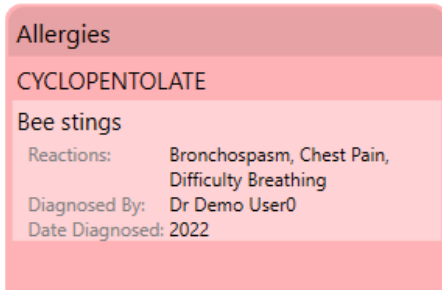 Allergies
CYCLOPENTOLATE
Bee stings
Reactions: Bronchospasm, Chest Pain,
Difficulty Breathing
Diagnosed By: Dr Demo User0
Date Diagnosed: 2022